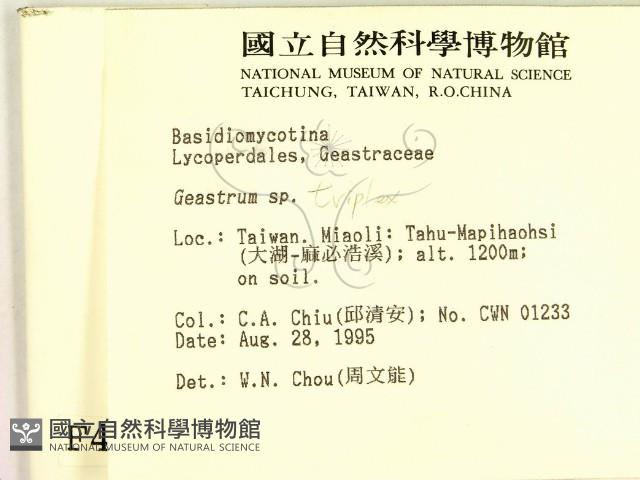 國立自然科學博物館
NATIONAL MUSEUM OF NATURAL SCIENCE
TAICHUNG, TAIWAN, R.O.CHINA
Basidiomycotina
Lycoperdales, Geastraceae
Geastrum sp. triplex
Loc.: Taiwan. Miaoli: Tahu-Mapihaohsi
(大湖-麻必浩溪); alt. 1200m;
on soil.
Col.: C.A. Chiu(邱清安); No. CWN 01233
Date: Aug. 28, 1995
Det.: W.N. Chou(周文能)
F4
國立自然科學博物館
NATIONAL MUSEUM OF NATURAL SCIENCE